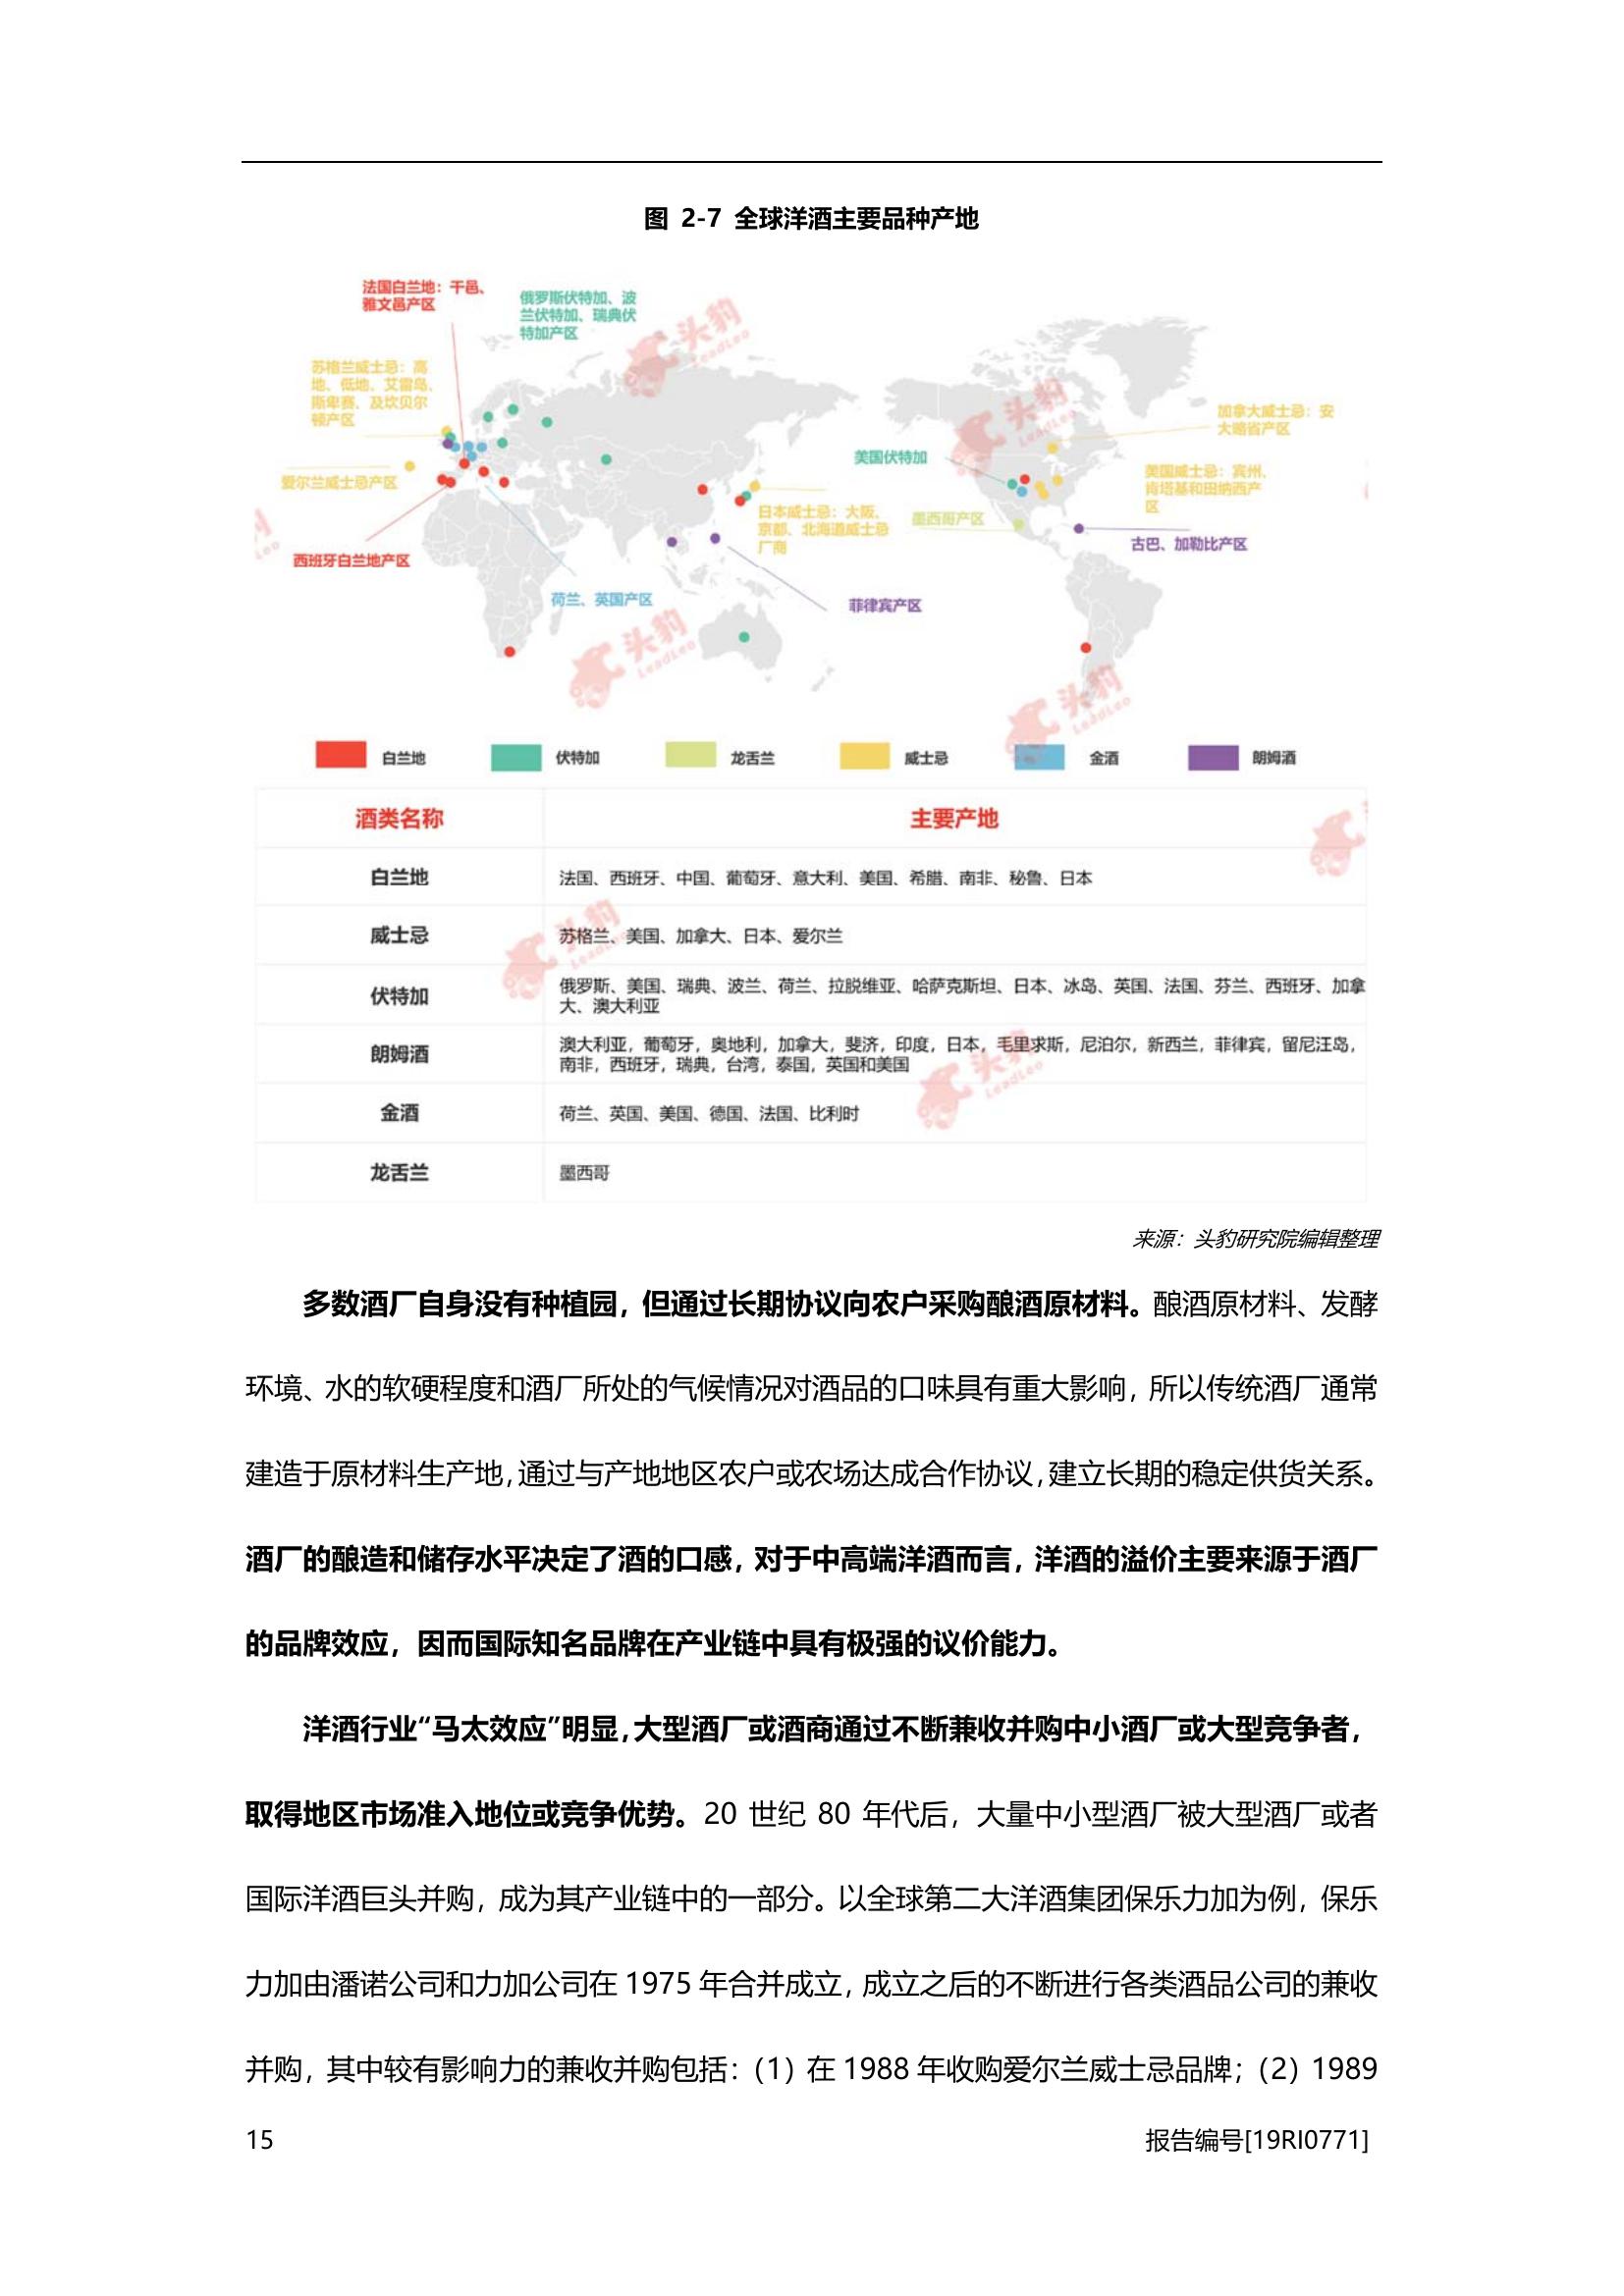 图 2-7 全球洋酒主要品种产地
法国白兰地：干邑、
雅文邑产区
俄罗斯伏特加、波
兰伏特加、瑞典伏
特加产区
苏格兰威士忌：高
地、低地、艾雷岛、
斯卑赛、及坎贝尔
顿产区
爱尔兰威士忌产区
西班牙白兰地产区
荷兰、英国产区
日本威士忌：大阪、
京都、北海道威士忌
厂商
菲律宾产区
美国伏特加
墨西哥产区
加拿大威士忌：安
大略省产区
美国威士忌：宾州、
肯塔基和田纳西产
区
古巴、加勒比产区
头豹
LeadLeo
头豹
LeadLeo
头豹
LeadLeo
头豹
LeadLeo
白兰地 伏特加 龙舌兰 威士忌 金酒 朗姆酒
酒类名称 主要产地
白兰地 法国、西班牙、中国、葡萄牙、意大利、美国、希腊、南非、秘鲁、日本
威士忌 苏格兰、美国、加拿大、日本、爱尔兰
伏特加 俄罗斯、美国、瑞典、波兰、荷兰、拉脱维亚、哈萨克斯坦、日本、冰岛、英国、法国、芬兰、西班牙、加拿
大、澳大利亚
朗姆酒 澳大利亚，葡萄牙，奥地利，加拿大，斐济，印度，日本，毛里求斯，尼泊尔，新西兰，菲律宾，留尼汪岛，
南非，西班牙，瑞典，台湾，泰国，英国和美国
金酒 荷兰、英国、美国、德国、法国、比利时
龙舌兰 墨西哥
头豹
LeadLeo
头豹
LeadLeo
来源：头豹研究院编辑整理
多数酒厂自身没有种植园，但通过长期协议向农户采购酿酒原材料。酿酒原材料、发酵
环境、水的软硬程度和酒厂所处的气候情况对酒品的口味具有重大影响，所以传统酒厂通常
建造于原材料生产地，通过与产地地区农户或农场达成合作协议，建立长期的稳定供货关系。
酒厂的酿造和储存水平决定了酒的口感，对于中高端洋酒而言，洋酒的溢价主要来源于酒厂
的品牌效应，因而国际知名品牌在产业链中具有极强的议价能力。
洋酒行业“马太效应”明显，大型酒厂或酒商通过不断兼收并购中小酒厂或大型竞争者，
取得地区市场准入地位或竞争优势。20 世纪 80 年代后，大量中小型酒厂被大型酒厂或者
国际洋酒巨头并购，成为其产业链中的一部分。以全球第二大洋酒集团保乐力加为例，保乐
力加由潘诺公司和力加公司在 1975 年合并成立，成立之后的不断进行各类酒品公司的兼收
并购，其中较有影响力的兼收并购包括：（1）在 1988 年收购爱尔兰威士忌品牌；（2）1989
15 报告编号[19RI0771]